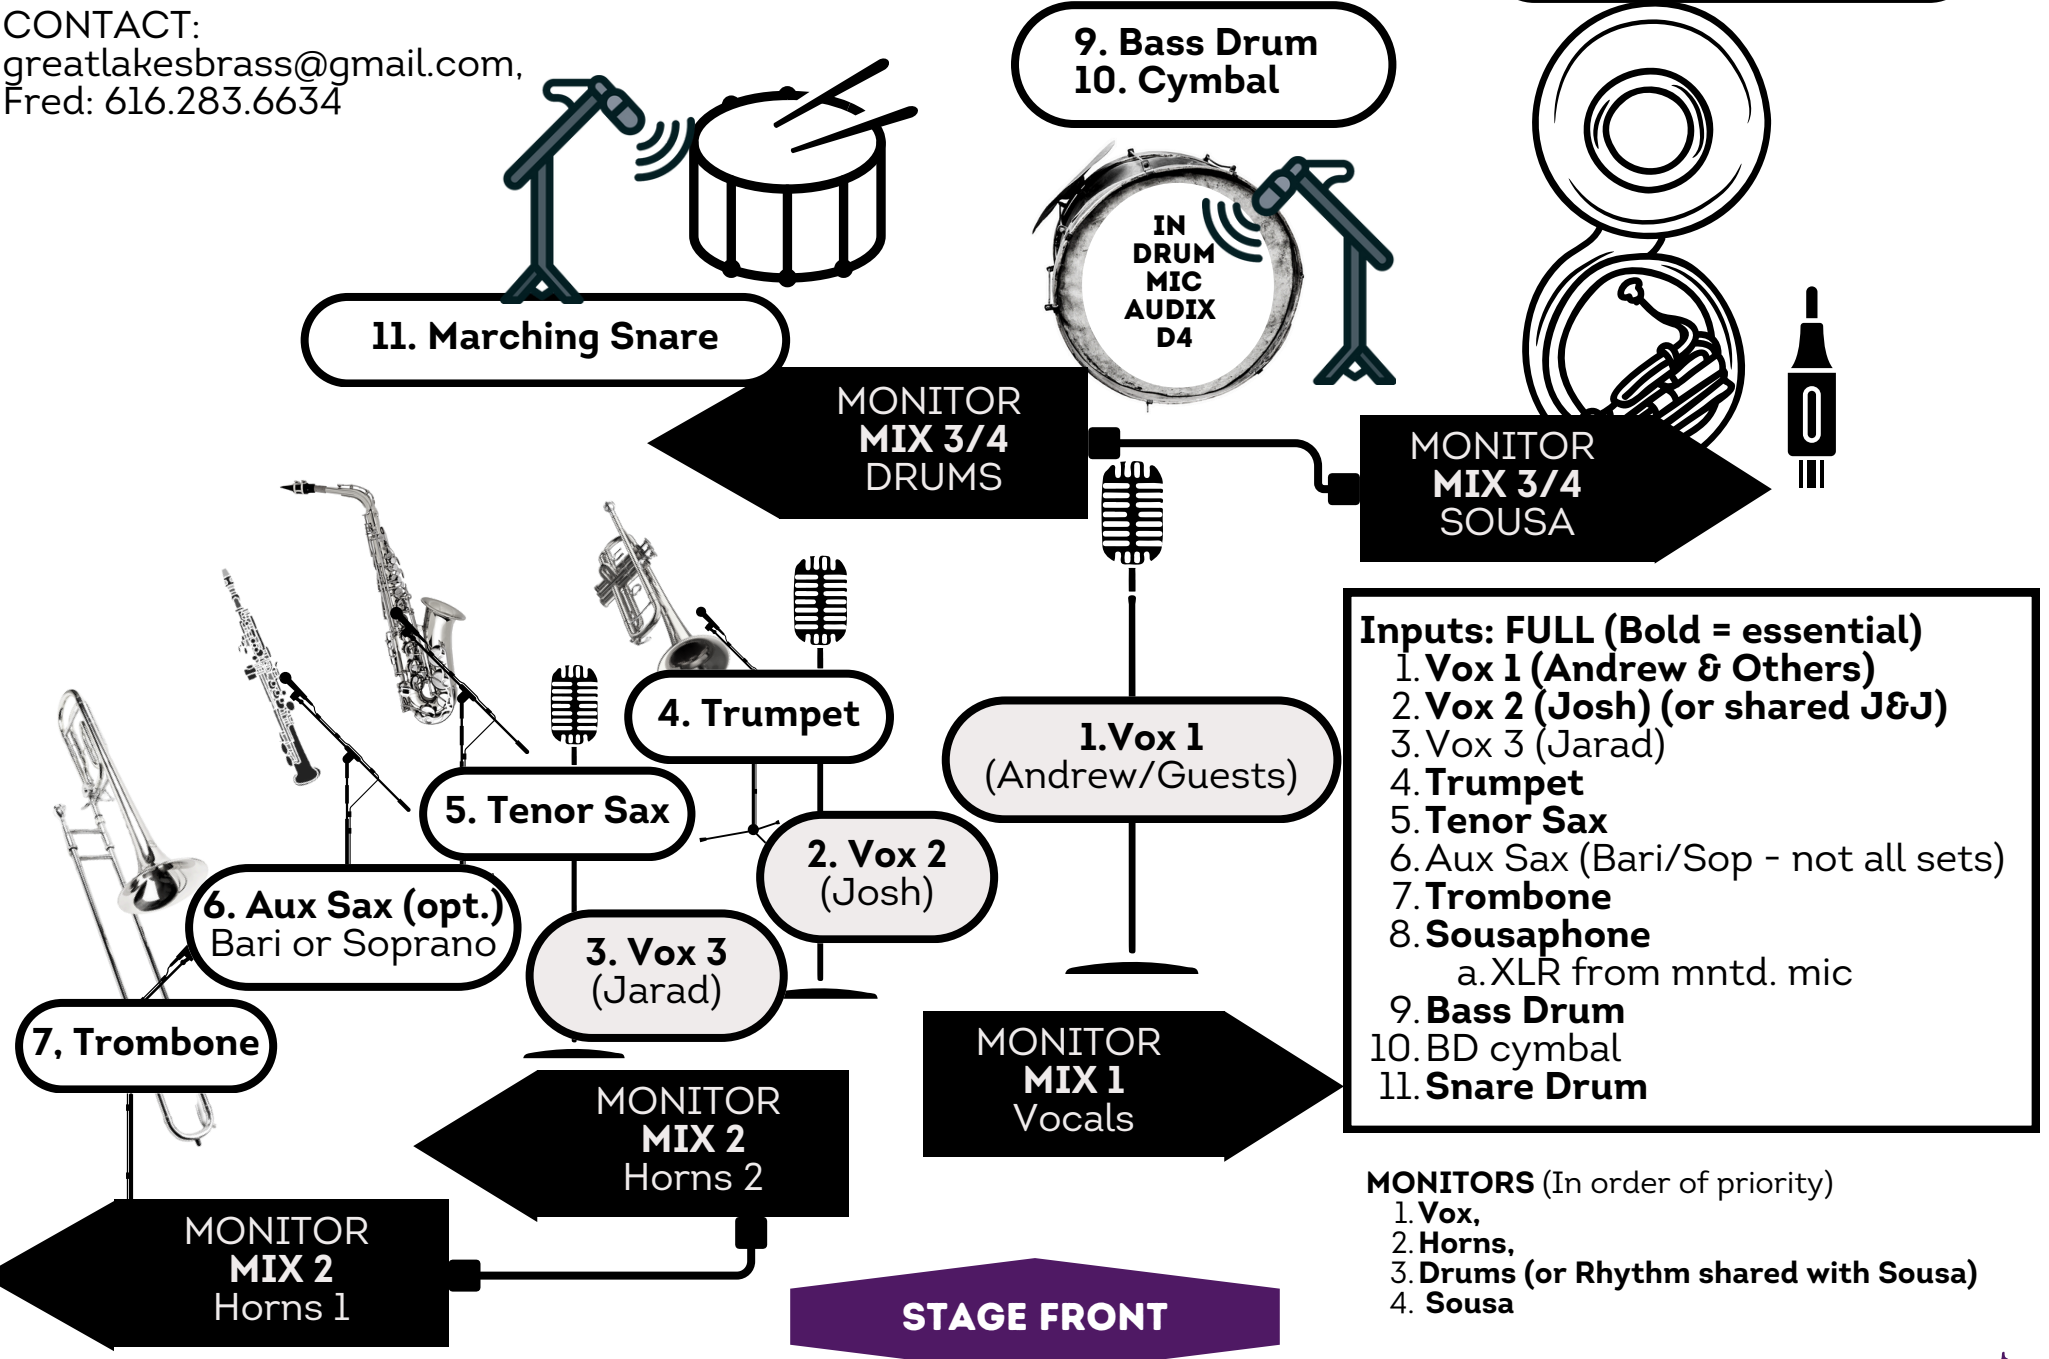 CONTACT:
greatlakesbrass@gmail.com,
Fred: 616.283.6634
9. Bass Drum
10. Cymbal
IN
DRUM
MIC
AUDIX
D4
11. Marching Snare
MONITOR
MIX 3/4
DRUMS
MONITOR
MIX 3/4
SOUSA
4. Trumpet
1.Vox 1
(Andrew/Guests)
5. Tenor Sax
2. Vox 2
(Josh)
6. Aux Sax (opt.)
Bari or Soprano
3. Vox 3
(Jarad)
7, Trombone
MONITOR
MIX 1
Vocals
MONITOR
MIX 2
Horns 2
MONITOR
MIX 2
Horns 1
STAGE FRONT
Inputs: FULL (Bold = essential)
1. Vox 1 (Andrew & Others)
2. Vox 2 (Josh) (or shared J&J)
3. Vox 3 (Jarad)
4. Trumpet
5. Tenor Sax
6. Aux Sax (Bari/Sop - not all sets)
7. Trombone
8. Sousaphone
a. XLR from mntd. mic
9. Bass Drum
10. BD cymbal
11. Snare Drum
MONITORS (In order of priority)
1. Vox,
2. Horns,
3. Drums (or Rhythm shared with Sousa)
4. Sousa